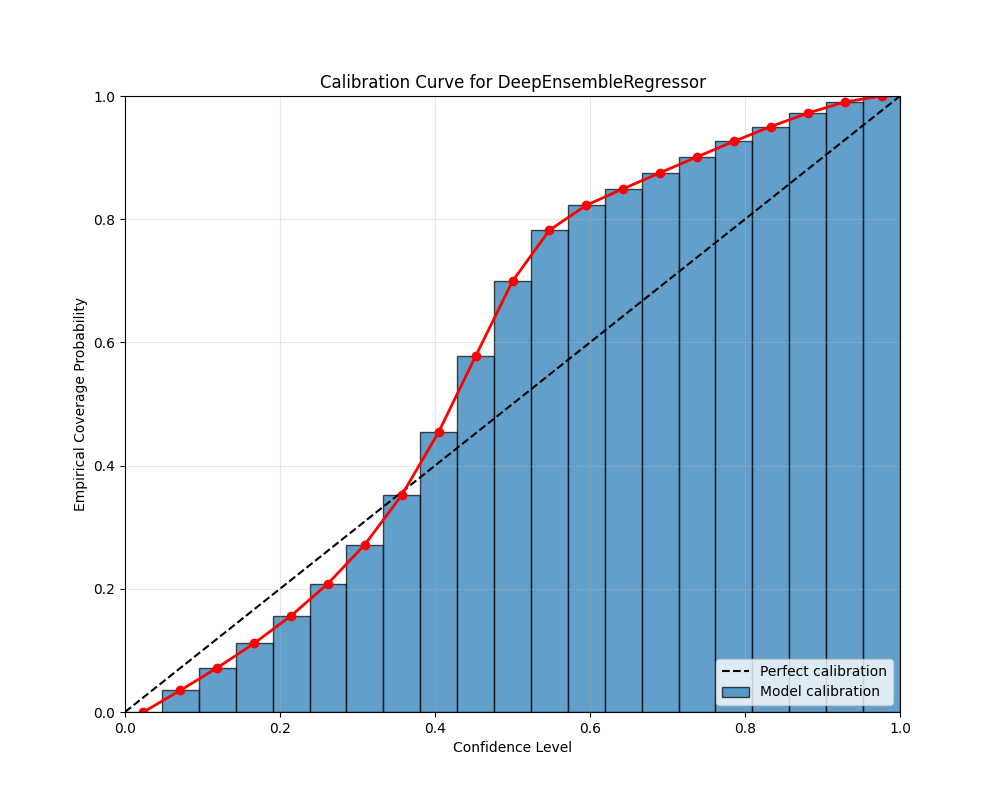 Calibration Curve for DeepEnsembleRegressor
1.0
0.8
0.6
0.4
0.2
0.0
Empirical Coverage Probability
Perfect calibration
Model calibration
0.0 0.2 0.4 0.6 0.8 1.0
Confidence Level